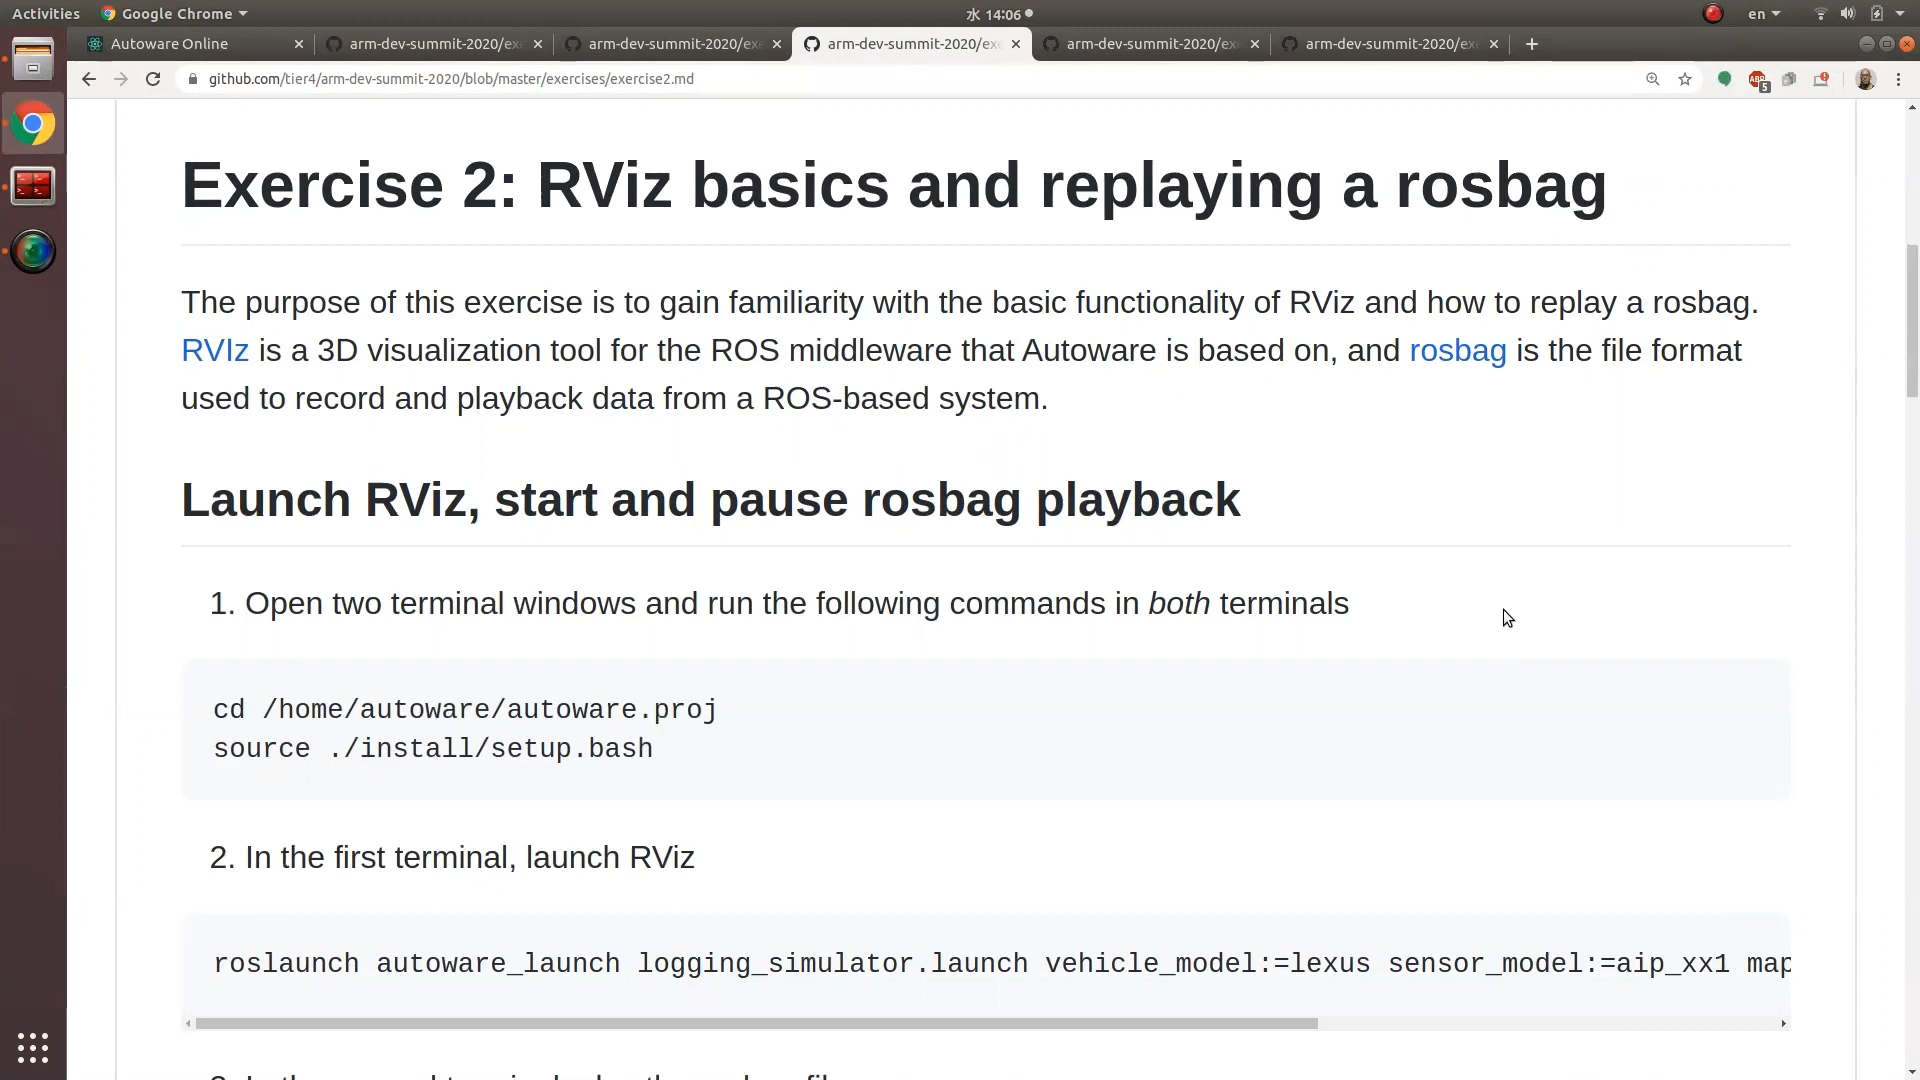 Activities Google Chrome 水 14:06 en
Autoware Online arm-dev-summit-2020/ex arm-dev-summit-2020/ex arm-dev-summit-2020/ex arm-dev-summit-2020/ex arm-dev-summit-2020/ex
github.com/tier4/arm-dev-summit-2020/blob/master/exercises/exercise2.md ABP 5
Exercise 2: RViz basics and replaying a rosbag
The purpose of this exercise is to gain familiarity with the basic functionality of RViz and how to replay a rosbag.
RVIz is a 3D visualization tool for the ROS middleware that Autoware is based on, and rosbag is the file format
used to record and playback data from a ROS-based system.
Launch RViz, start and pause rosbag playback
1. Open two terminal windows and run the following commands in both terminals
cd /home/autoware/autoware.proj
source ./install/setup.bash
2. In the first terminal, launch RViz
roslaunch autoware_launch logging_simulator.launch vehicle_model:=lexus sensor_model:=aip_xx1 map